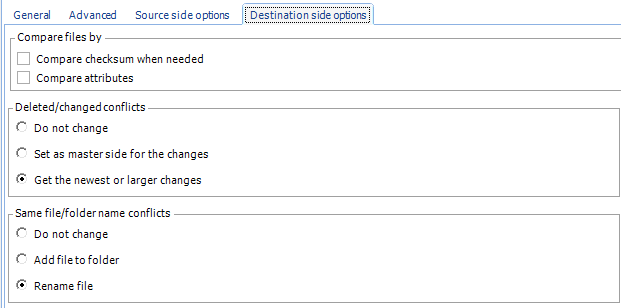 General Advanced Source side options Destination side options
Compare files by
Compare checksum when needed
Compare attributes
Deleted/changed conflicts
Do not change
Set as master side for the changes
Get the newest or larger changes
Same file/folder name conflicts
Do not change
Add file to folder
Rename file